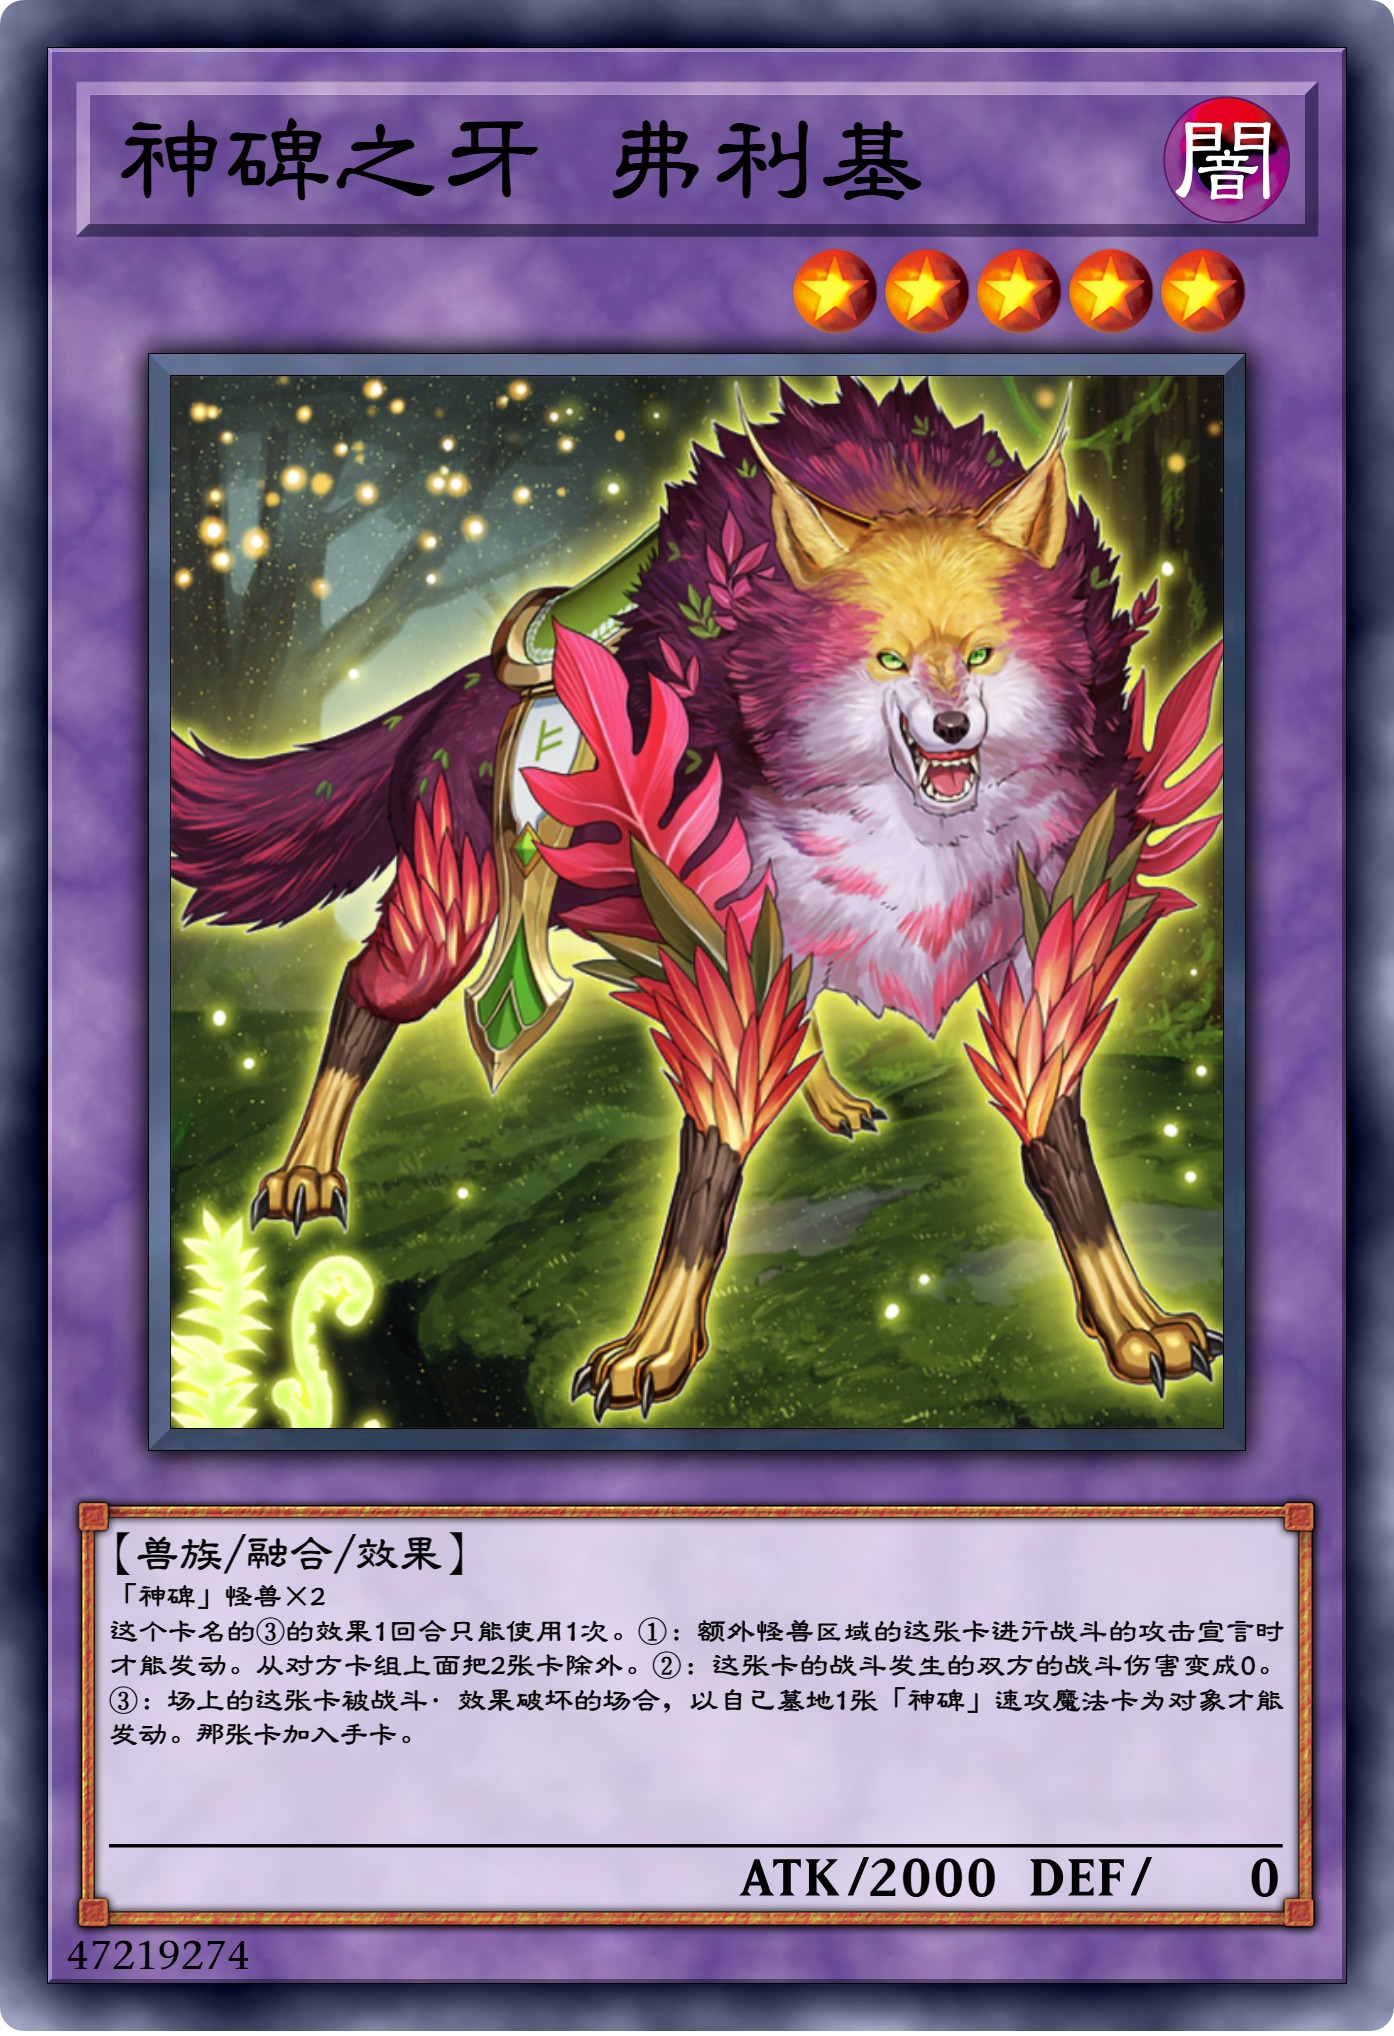 神碑之牙 弗利基
闇
【兽族/融合/效果】
「神碑」怪兽×2
这个卡名的③的效果1回合只能使用1次。①：额外怪兽区域的这张卡进行战斗的攻击宣言时
才能发动。从对方卡组上面把2张卡除外。②：这张卡的战斗发生的双方的战斗伤害变成0。
③：场上的这张卡被战斗·效果破坏的场合，以自己墓地1张「神碑」速攻魔法卡为对象才能
发动。那张卡加入手卡。
ATK/2000 DEF/ 0
47219274